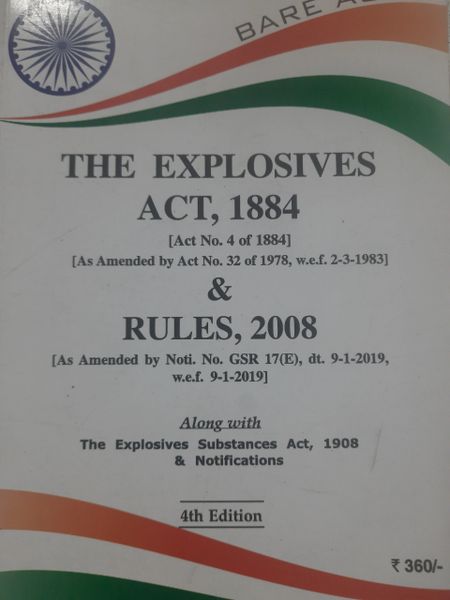 BARE
THE EXPLOSIVES
ACT, 1884
[Act No. 4 of 1884]
[As Amended by Act No. 32 of 1978, w.e.f. 2-3-1983]
&
RULES, 2008
[As Amended by Noti. No. GSR 17(E), dt. 9-1-2019,
w.e.f. 9-1-2019]
Along with
The Explosives Substances Act, 1908
& Notifications
4th Edition
₹ 360/-